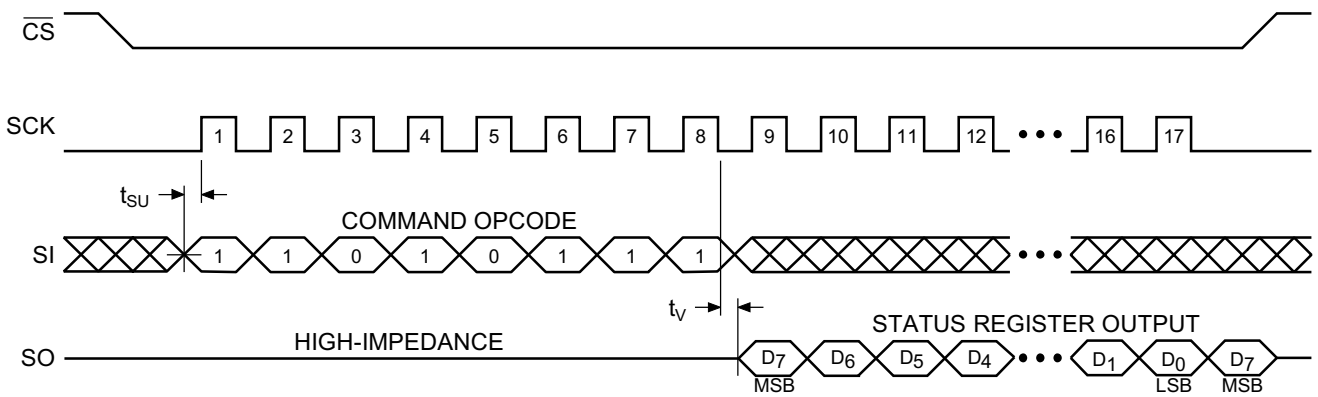 CS
SCK 1 2 3 4 5 6 7 8 9 10 11 12 ••• 16 17
tSU
COMMAND OPCODE
SI 1 1 0 1 0 1 1 1 •••
tV
HIGH-IMPEDANCE STATUS REGISTER OUTPUT
SO D7 D6 D5 D4 ••• D1 D0 D7
MSB LSB MSB